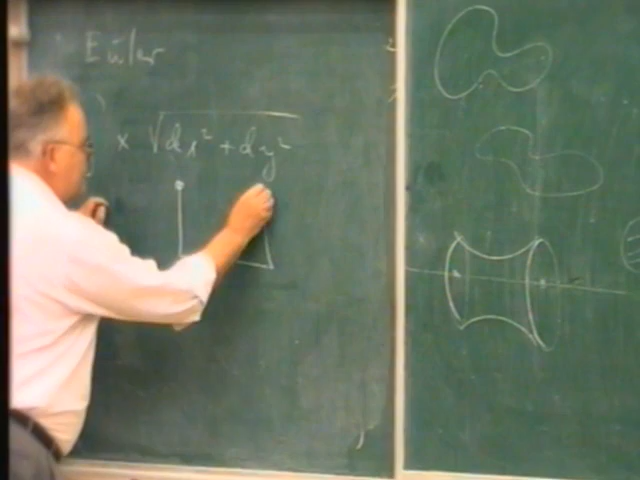 Euler
x √dx² + dy²